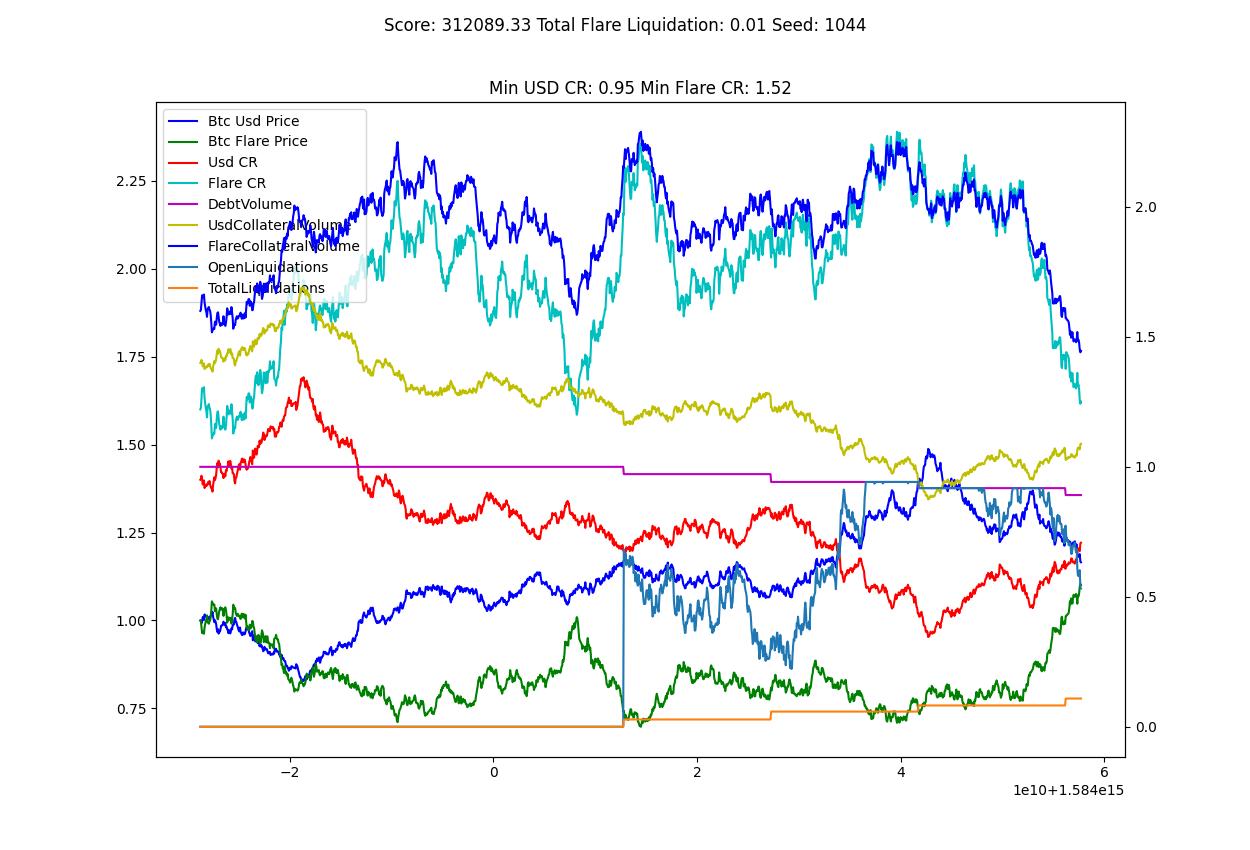 Score: 312089.33 Total Flare Liquidation: 0.01 Seed: 1044
Min USD CR: 0.95 Min Flare CR: 1.52
Btc Usd Price
Btc Flare Price
Usd CR
Flare CR
DebtVolume
UsdCollateralVolume
FlareCollateralVolume
OpenLiquidations
TotalLiquidations
2.25
2.00
1.75
1.50
1.25
1.00
0.75
2.0
1.5
1.0
0.5
0.0
−2
0
2
4
6
1e10+1.584e15